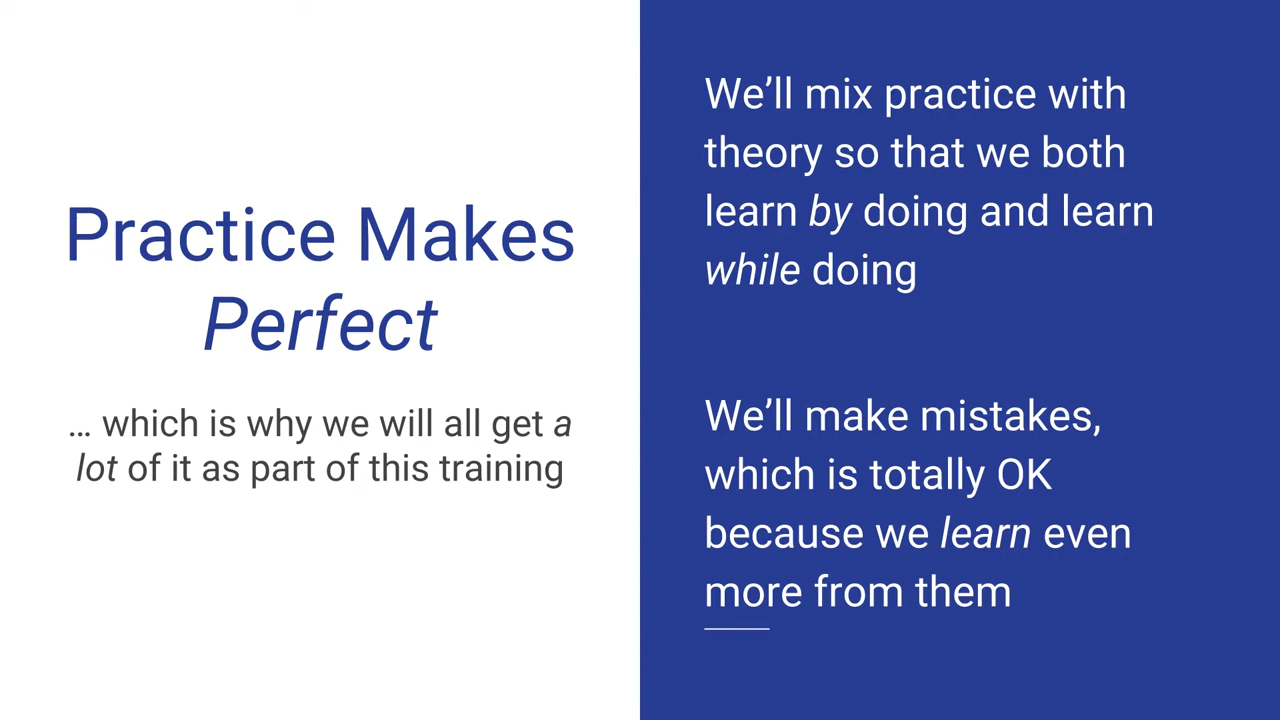 Practice Makes
Perfect
… which is why we will all get a
lot of it as part of this training
We’ll mix practice with
theory so that we both
learn by doing and learn
while doing
We’ll make mistakes,
which is totally OK
because we learn even
more from them